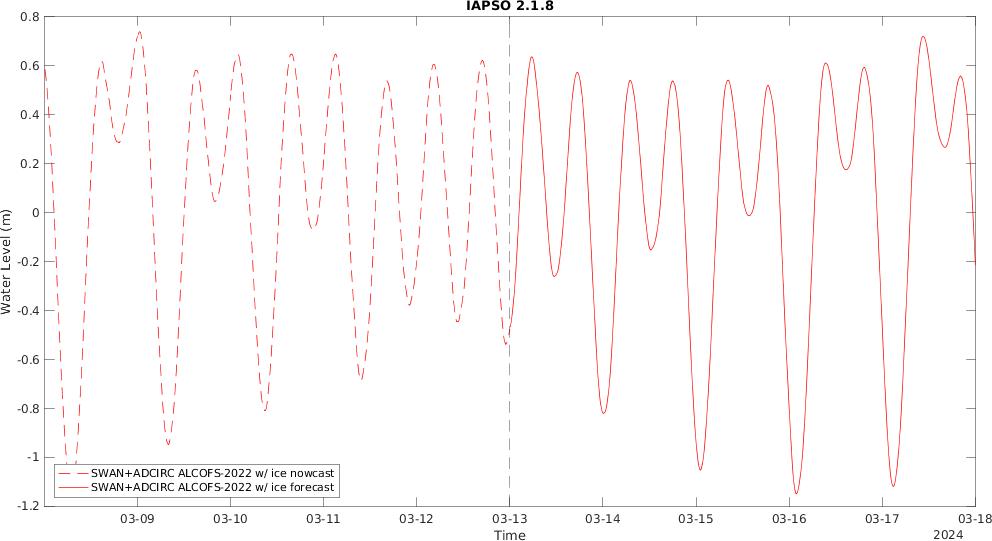 IAPSO 2.1.8
0.8
0.6
0.4
0.2
0
-0.2
-0.4
-0.6
-0.8
-1
-1.2
Water Level (m)
SWAN+ADCIRC ALCOFS-2022 w/ ice nowcast
SWAN+ADCIRC ALCOFS-2022 w/ ice forecast
03-09 03-10 03-11 03-12 03-13 03-14 03-15 03-16 03-17 03-18
Time
2024